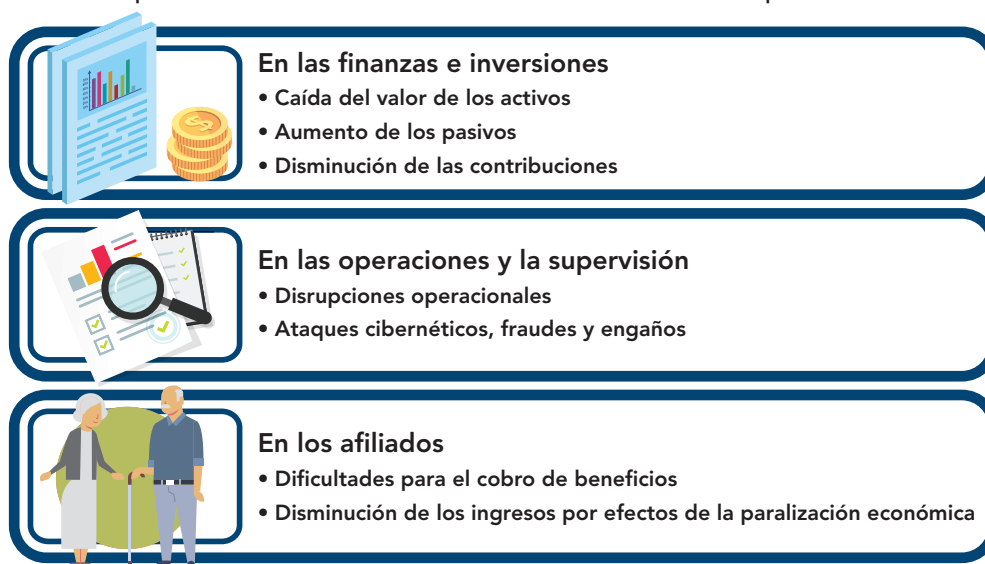 En las finanzas e inversiones
• Caída del valor de los activos
• Aumento de los pasivos
• Disminución de las contribuciones
En las operaciones y la supervisión
• Disrupciones operacionales
• Ataques cibernéticos, fraudes y engaños
En los afiliados
• Dificultades para el cobro de beneficios
• Disminución de los ingresos por efectos de la paralización económica